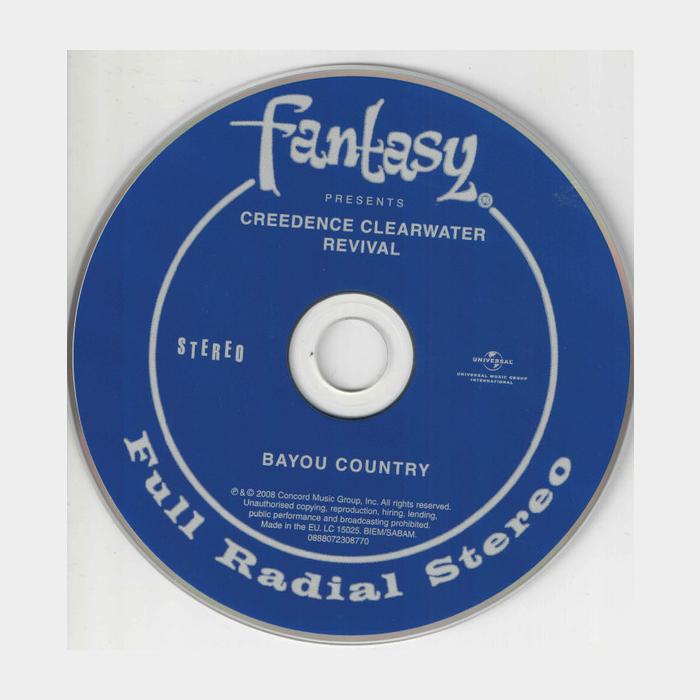 fantasy®
PRESENTS
CREEDENCE CLEARWATER
REVIVAL
STEREO
UNIVERSAL
UNIVERSAL MUSIC GROUP
INTERNATIONAL
BAYOU COUNTRY
℗ & © 2008 Concord Music Group, Inc. All rights reserved.
Unauthorised copying, reproduction, hiring, lending,
public performance and broadcasting prohibited.
Made in the EU. LC 15025. BIEM/SABAM.
0888072308770
Full Radial Stereo